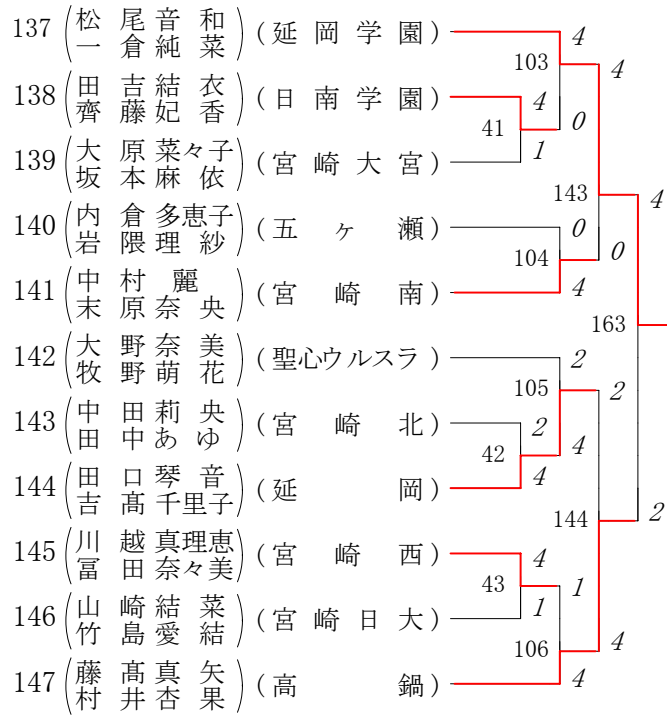 137 (松尾音和 一倉純菜) (延岡学園) 4
103 4
138 (田吉結衣 齊藤妃香) (日南学園) 4 0
41 1
139 (大原菜々子 坂本麻依) (宮崎大宮)
143 4
140 (内倉多恵子 岩隈理紗) (五ヶ瀬) 0
104 0
141 (中村麗 末原奈央) (宮崎南) 4
163
142 (大野奈美 牧野萌花) (聖心ウルスラ) 2
105 2
143 (中田莉央 田中あゆ) (宮崎北) 2 4
42 4
144 (田口琴音 吉髙千里子) (延岡)
144 2
145 (川越真理恵 冨田奈々美) (宮崎西) 4
43 1
146 (山崎結菜 竹島愛結) (宮崎日大) 1
106 4
147 (藤髙真矢 村井杏果) (高鍋) 4